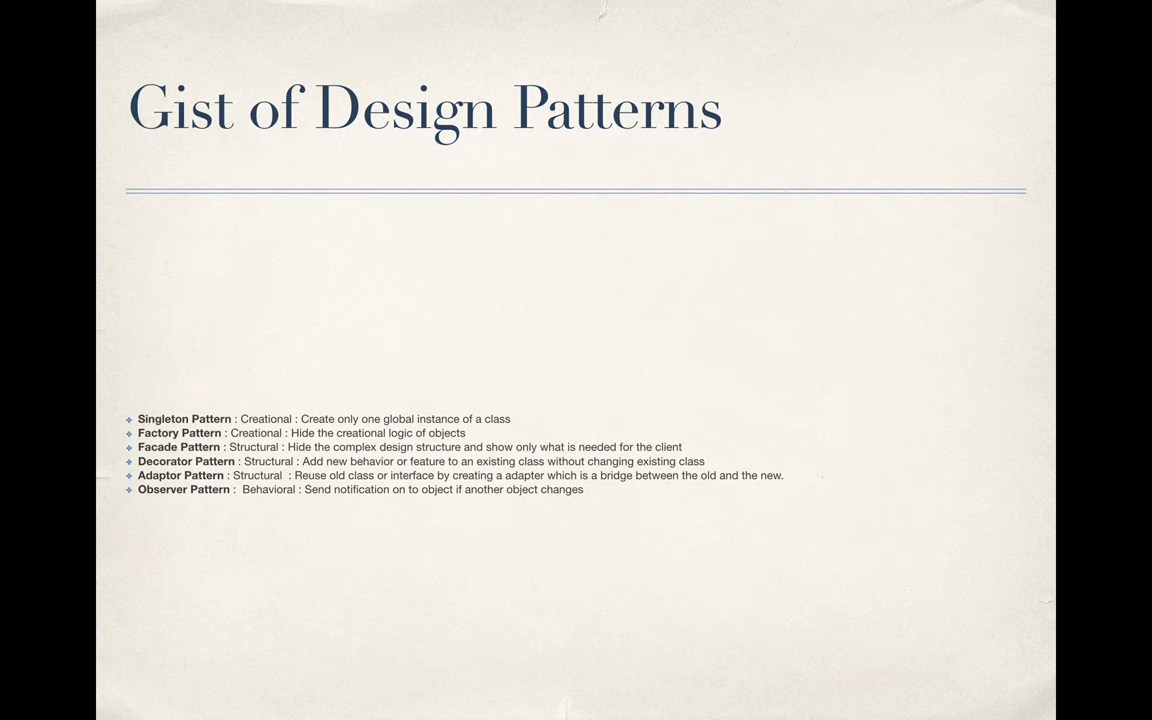 Gist of Design Patterns
Singleton Pattern : Creational : Create only one global instance of a class
Factory Pattern : Creational : Hide the creational logic of objects
Facade Pattern : Structural : Hide the complex design structure and show only what is needed for the client
Decorator Pattern : Structural : Add new behavior or feature to an existing class without changing existing class
Adaptor Pattern : Structural  : Reuse old class or interface by creating a adapter which is a bridge between the old and the new.
Observer Pattern :  Behavioral : Send notification on to object if another object changes